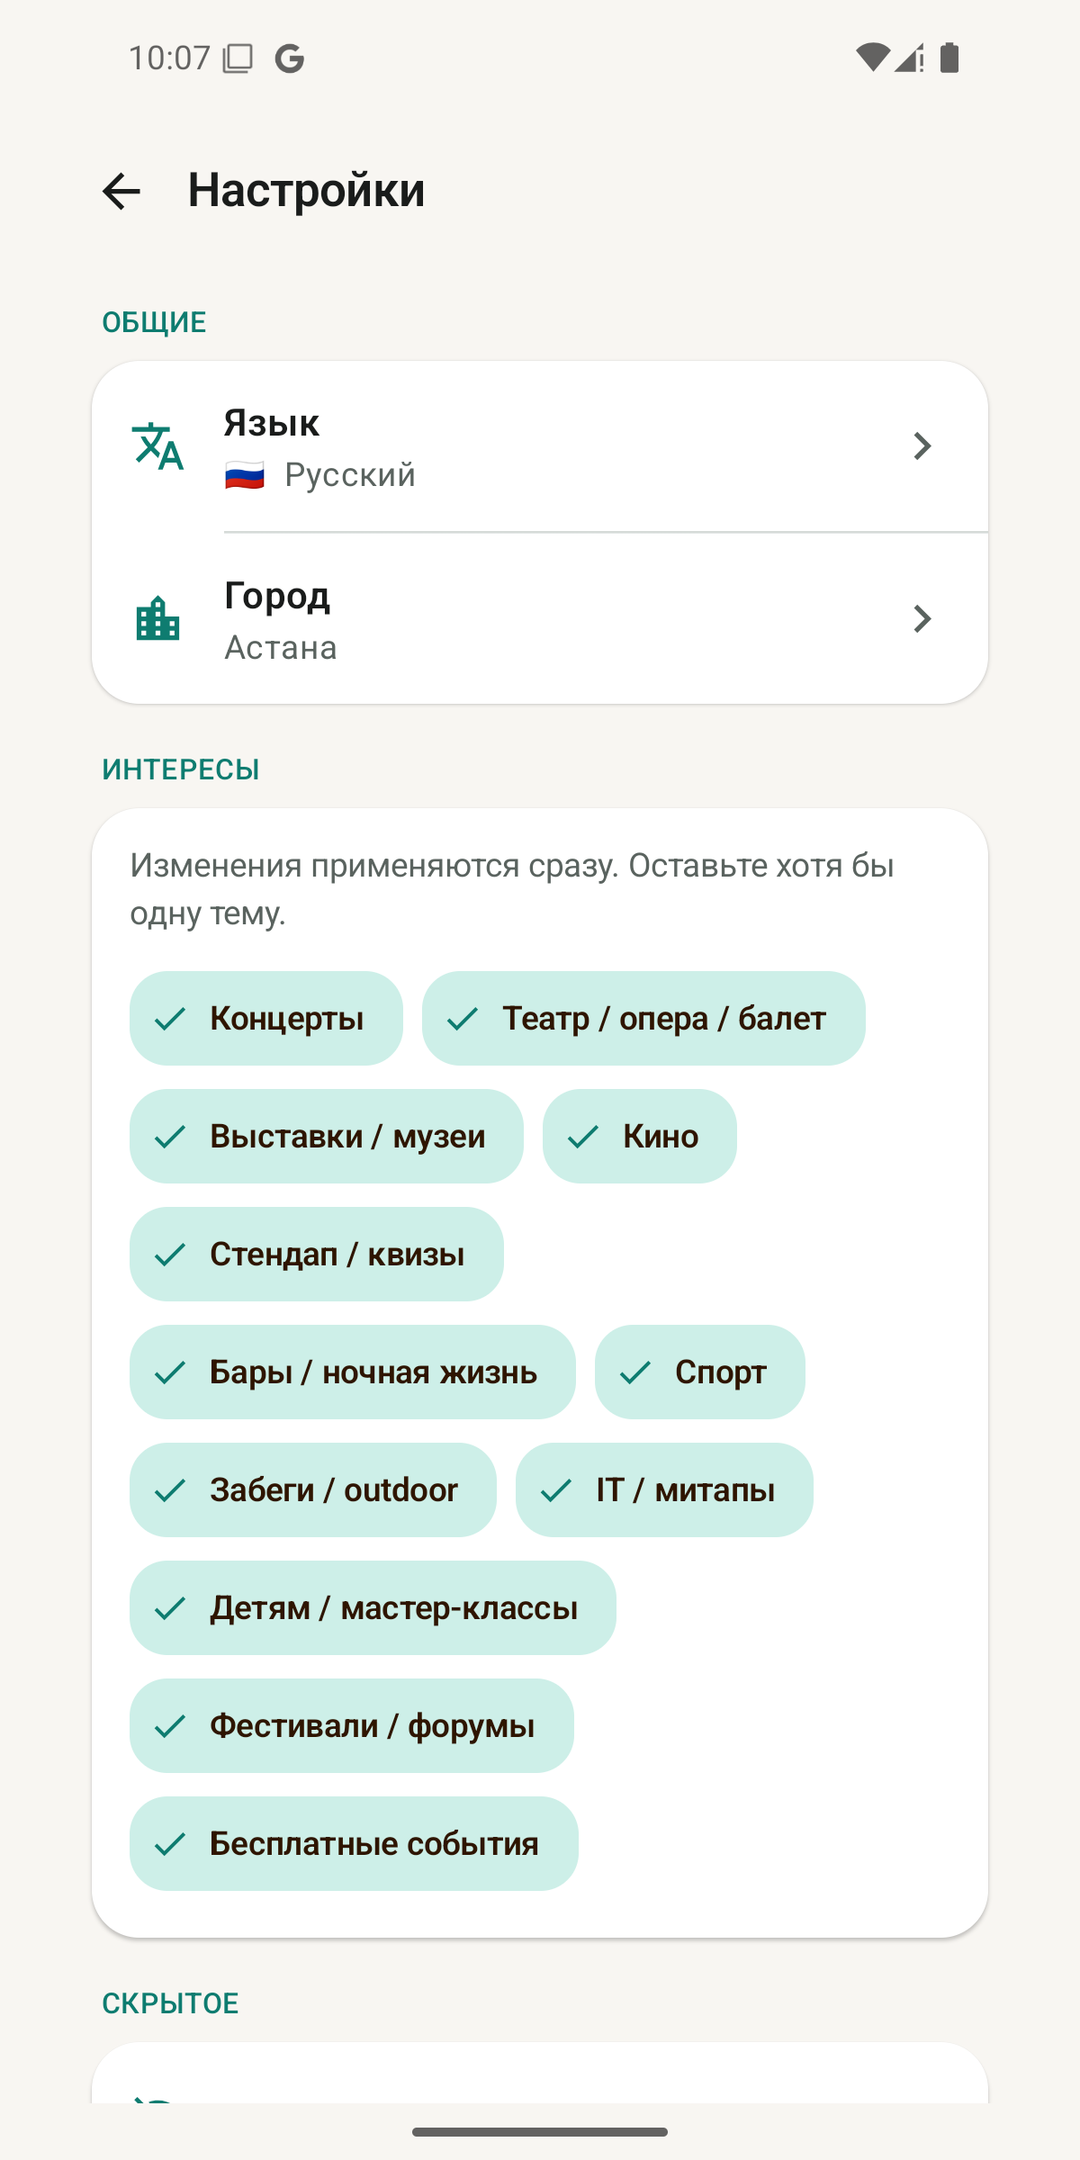 10:07
Настройки
ОБЩИЕ
Язык
Русский
Город
Астана
ИНТЕРЕСЫ
Изменения применяются сразу. Оставьте хотя бы
одну тему.
Концерты
Театр / опера / балет
Выставки / музеи
Кино
Стендап / квизы
Бары / ночная жизнь
Спорт
Забеги / outdoor
IT / митапы
Детям / мастер-классы
Фестивали / форумы
Бесплатные события
СКРЫТОЕ